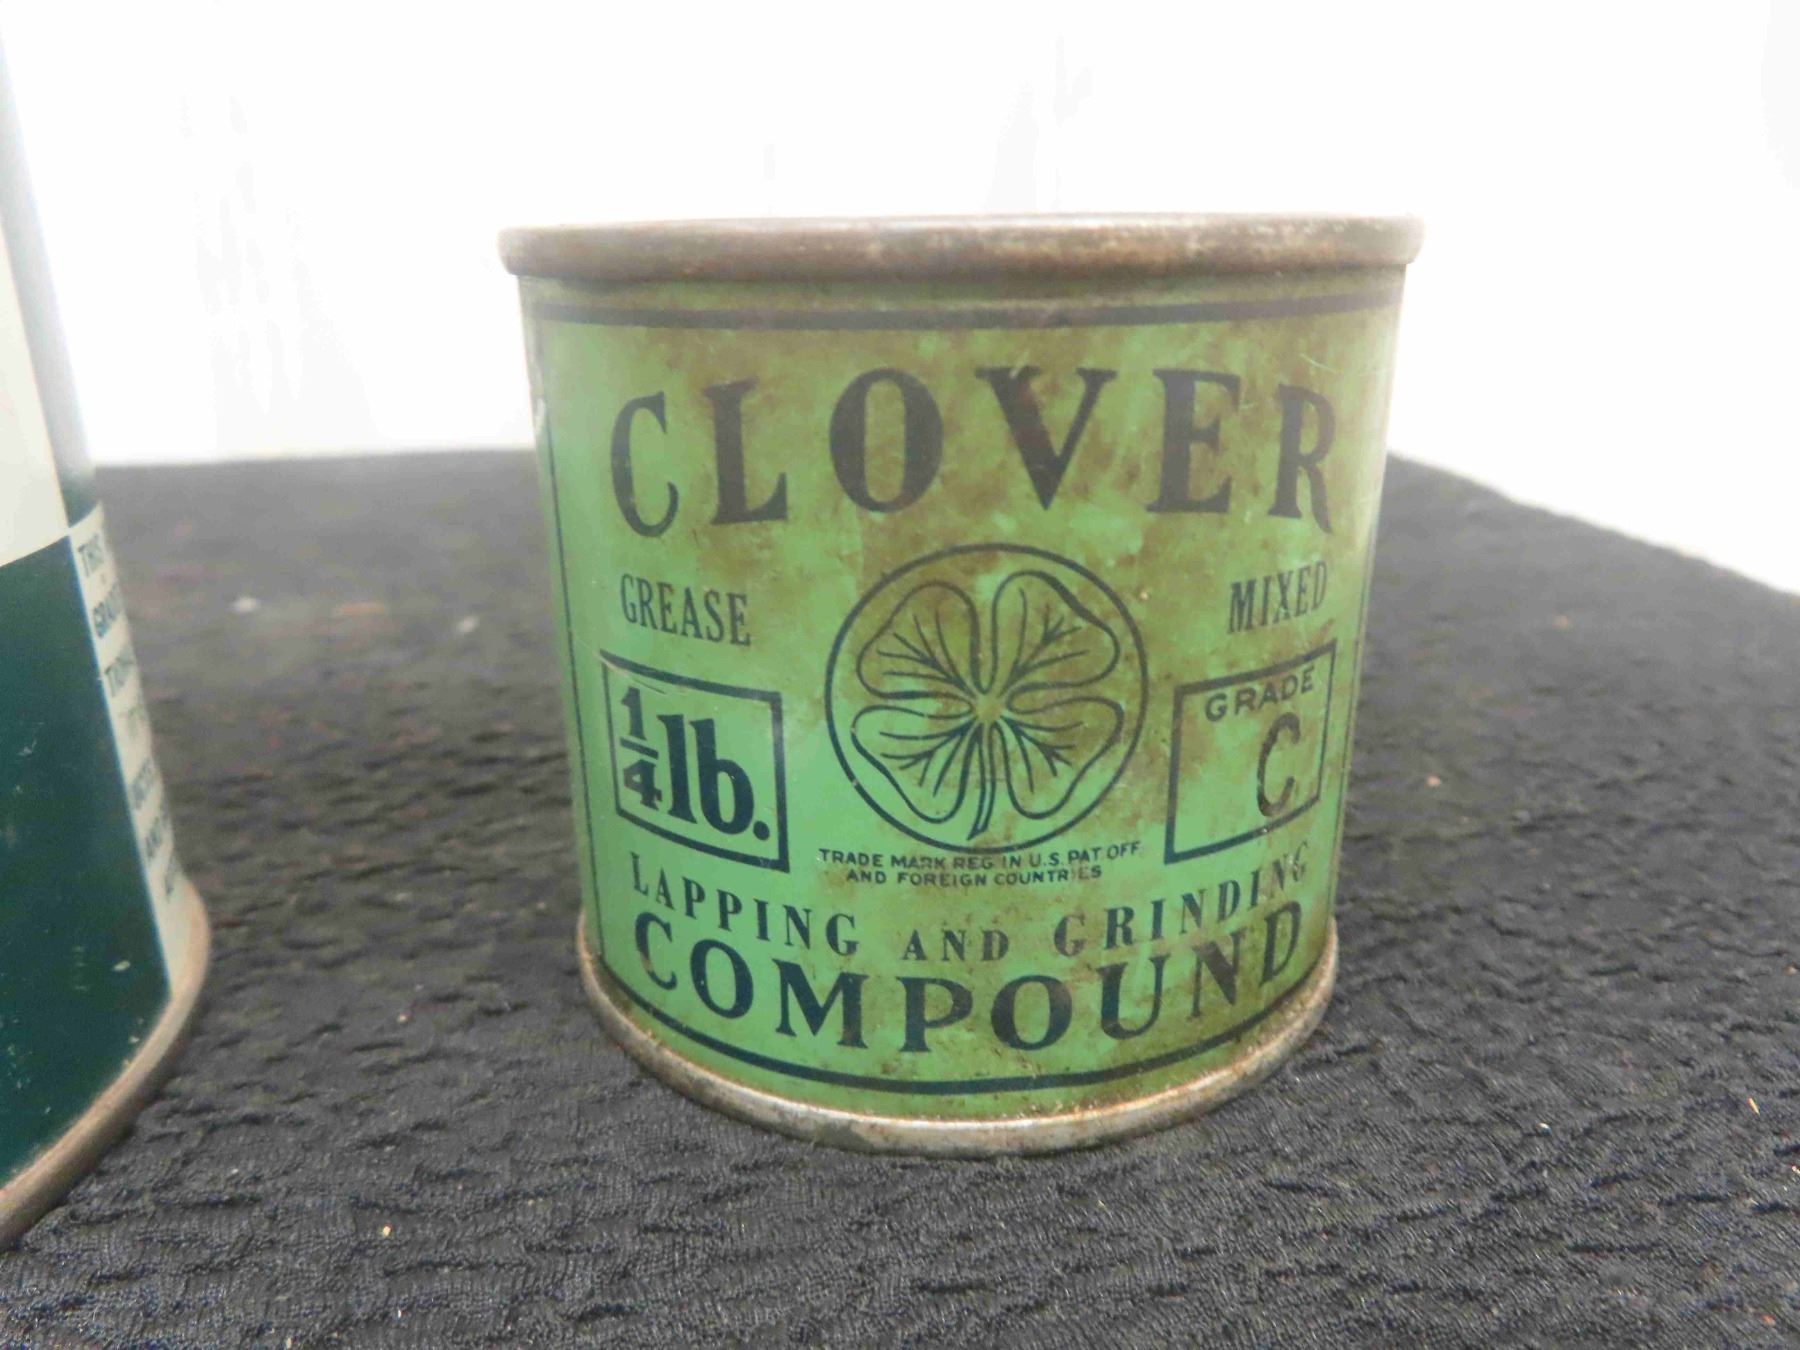 CLOVER
GREASE MIXED
1/4 lb.
GRADE
C
TRADE MARK REG IN U.S. PAT OFF
AND FOREIGN COUNTRIES
LAPPING AND GRINDING
COMPOUND
THIS